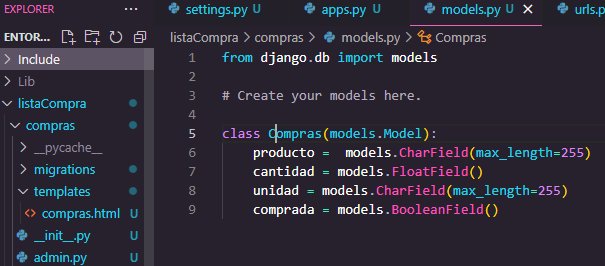 EXPLORER
ENTOR...
Include
Lib
listaCompra
compras
__pycache__
migrations
templates
<> compras.html U
__init__.py U
admin.py U
settings.py U
apps.py U
models.py U ×
urls.p
listaCompra > compras > models.py > Compras
1 from django.db import models
2
3 # Create your models here.
4
5 class Compras(models.Model):
6 producto =  models.CharField(max_length=255)
7 cantidad = models.FloatField()
8 unidad = models.CharField(max_length=255)
9 comprada = models.BooleanField()